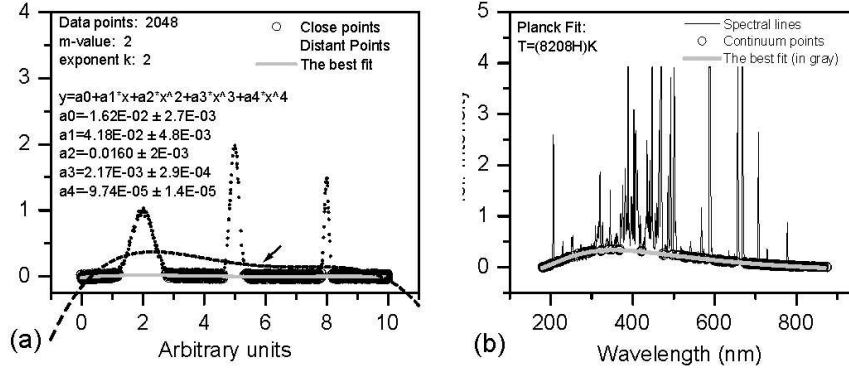 Data points: 2048
m-value: 2
exponent k: 2
Close points
Distant Points
The best fit
y=a0+a1*x+a2*x^2+a3*x^3+a4*x^4
a0=-1.62E-02 ± 2.7E-03
a1=4.18E-02 ± 4.8E-03
a2=-0.0160 ± 2E-03
a3=2.17E-03 ± 2.9E-04
a4=-9.74E-05 ± 1.4E-05
4
3
2
1
0
0 2 4 6 8 10
Arbitrary units
(a)
Planck Fit:
T=(8208H)K
Spectral lines
Continuum points
The best fit (in gray)
5
4
3
2
1
0
200 400 600 800
Wavelength (nm)
(b)